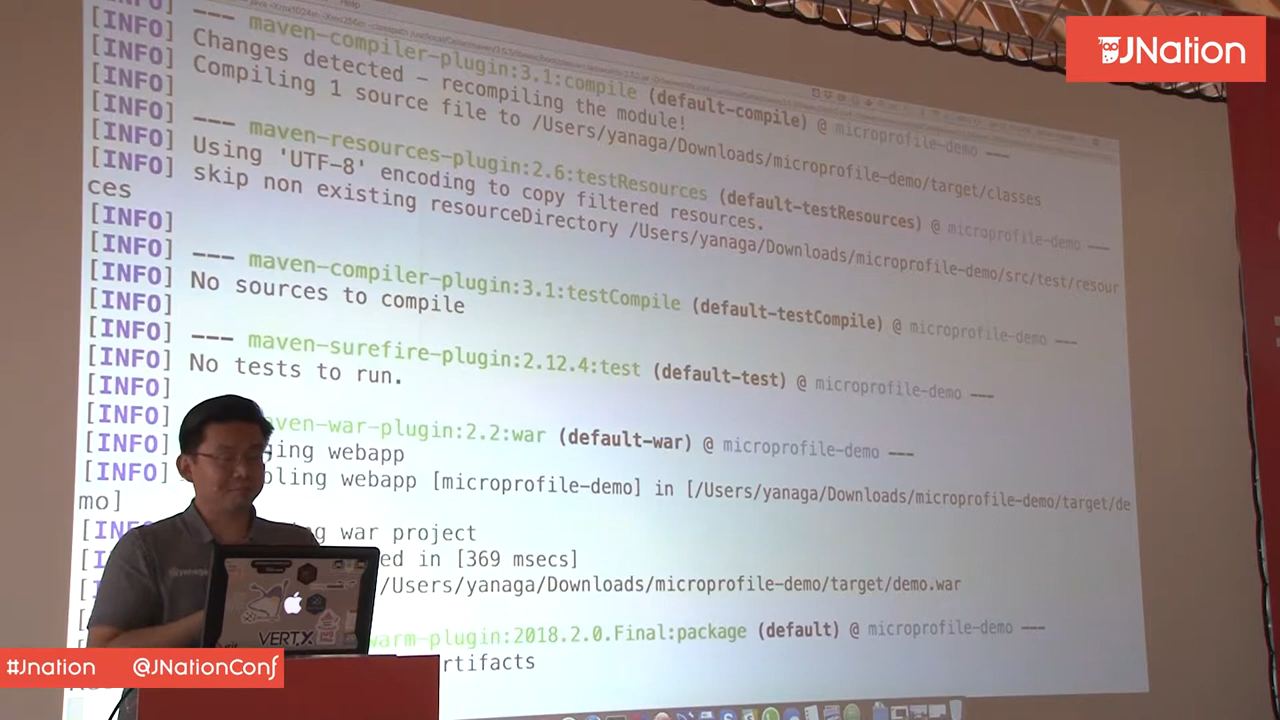 Help
JNation
[INFO] --- maven-compiler-plugin:3.1:compile (default-compile) @ microprofile-demo ---
[INFO] Changes detected - recompiling the module!
[INFO] Compiling 1 source file to /Users/yanaga/Downloads/microprofile-demo/target/classes
[INFO]
[INFO] --- maven-resources-plugin:2.6:testResources (default-testResources) @ microprofile-demo ---
[INFO] Using 'UTF-8' encoding to copy filtered resources.
[INFO] skip non existing resourceDirectory /Users/yanaga/Downloads/microprofile-demo/src/test/resour
ces
[INFO]
[INFO] --- maven-compiler-plugin:3.1:testCompile (default-testCompile) @ microprofile-demo ---
[INFO] No sources to compile
[INFO]
[INFO] --- maven-surefire-plugin:2.12.4:test (default-test) @ microprofile-demo ---
[INFO] No tests to run.
[INFO]
[INFO] aven-war-plugin:2.2:war (default-war) @ microprofile-demo ---
[INFO] ging webapp
[INFO] bling webapp [microprofile-demo] in [/Users/yanaga/Downloads/microprofile-demo/target/de
mo]
[INFO g war project
[I ed in [369 msecs]
[I /Users/yanaga/Downloads/microprofile-demo/target/demo.war
[
warm-plugin:2018.2.0.Final:package (default) @ microprofile-demo ---
rtifacts
VERT.X
#Jnation @JNationConf